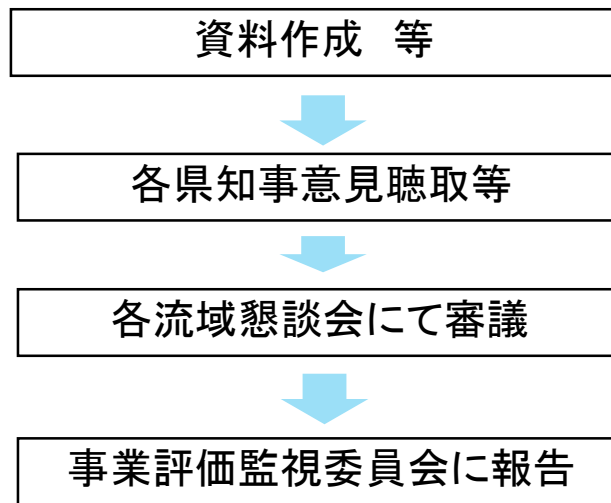 資料作成　等
各県知事意見聴取等
各流域懇談会にて審議
事業評価監視委員会に報告